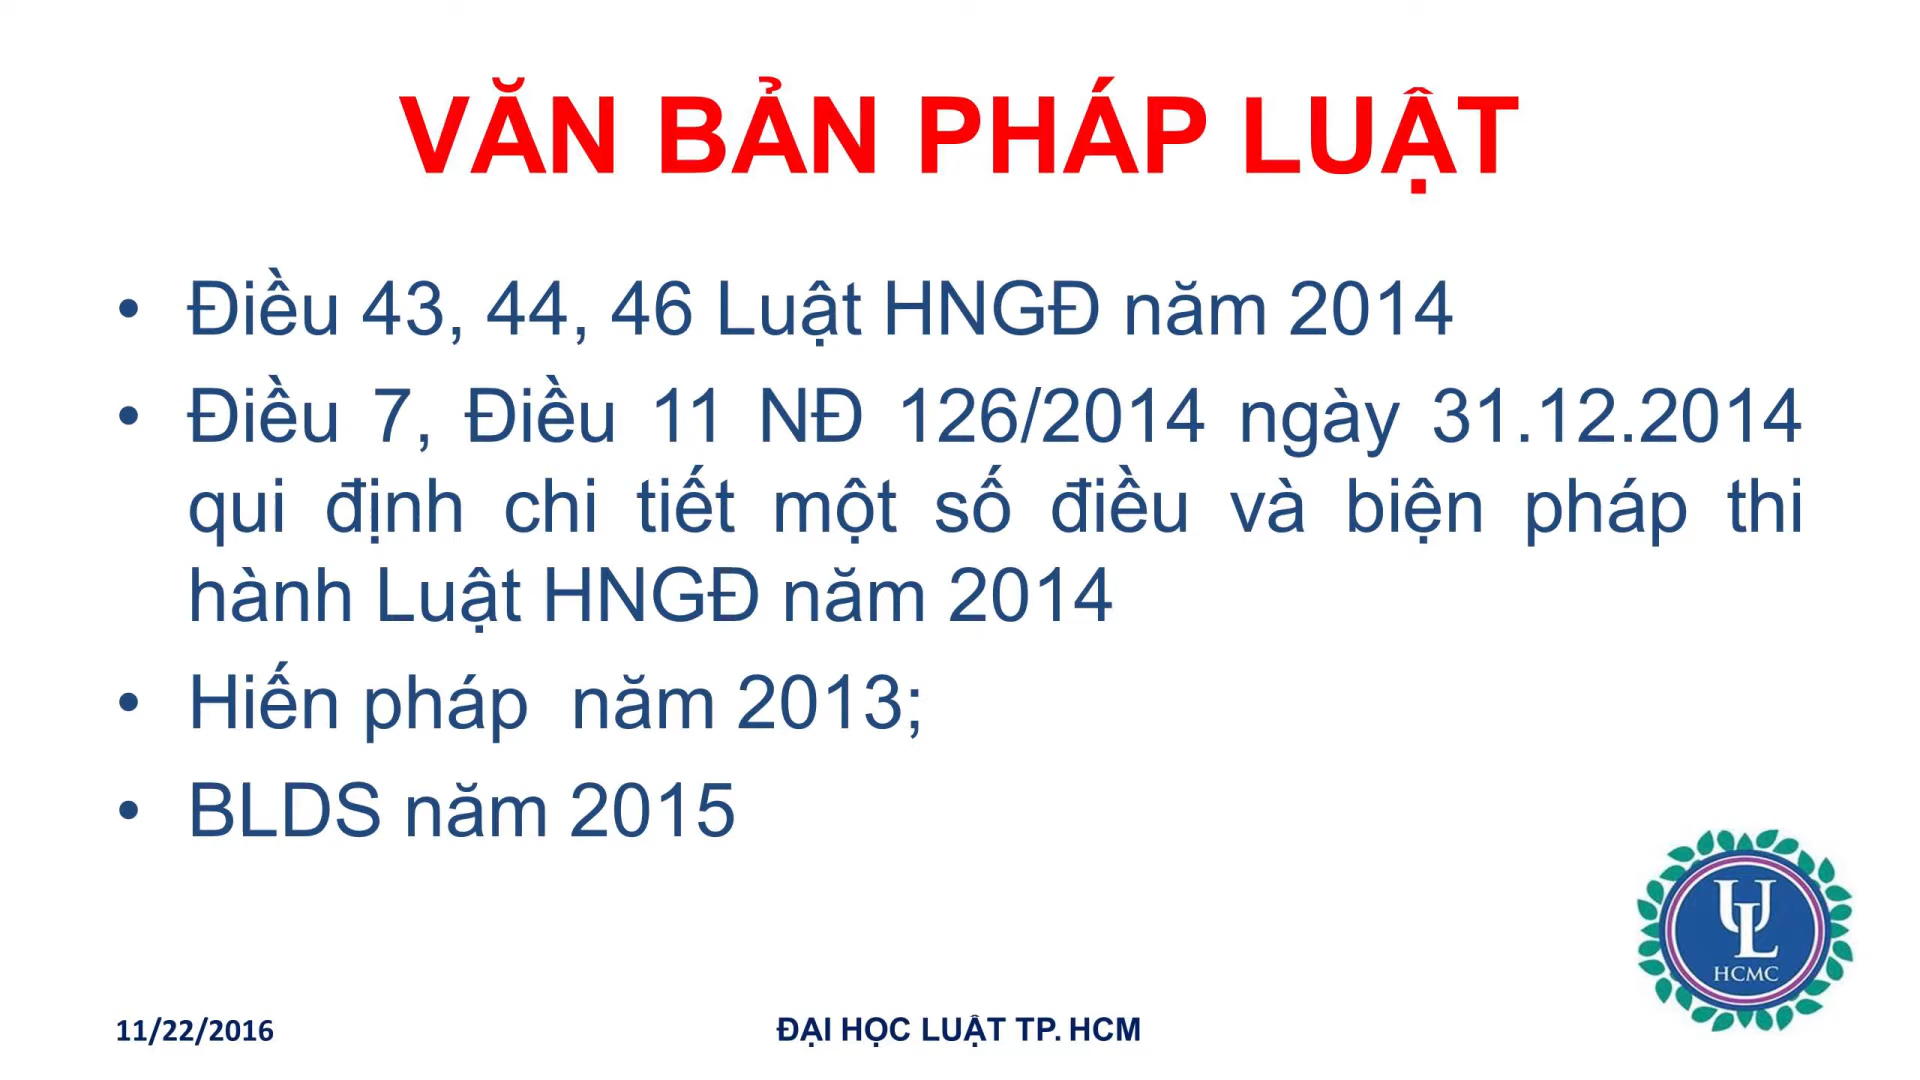 VĂN BẢN PHÁP LUẬT
• Điều 43, 44, 46 Luật HNGĐ năm 2014
• Điều 7, Điều 11 NĐ 126/2014 ngày 31.12.2014
qui định chi tiết một số điều và biện pháp thi
hành Luật HNGĐ năm 2014
• Hiến pháp  năm 2013;
• BLDS năm 2015
UL
HCMC
11/22/2016
ĐẠI HỌC LUẬT TP. HCM